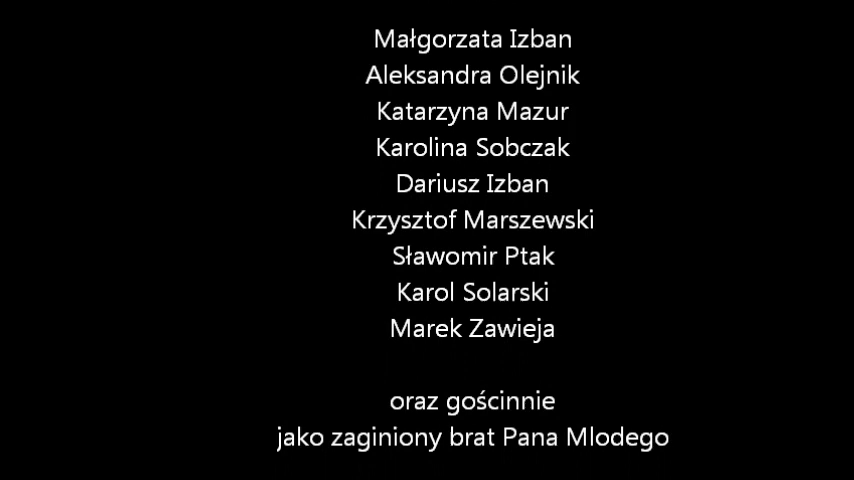 Małgorzata Izban
Aleksandra Olejnik
Katarzyna Mazur
Karolina Sobczak
Dariusz Izban
Krzysztof Marszewski
Sławomir Ptak
Karol Solarski
Marek Zawieja
oraz gościnnie
jako zaginiony brat Pana Mlodego